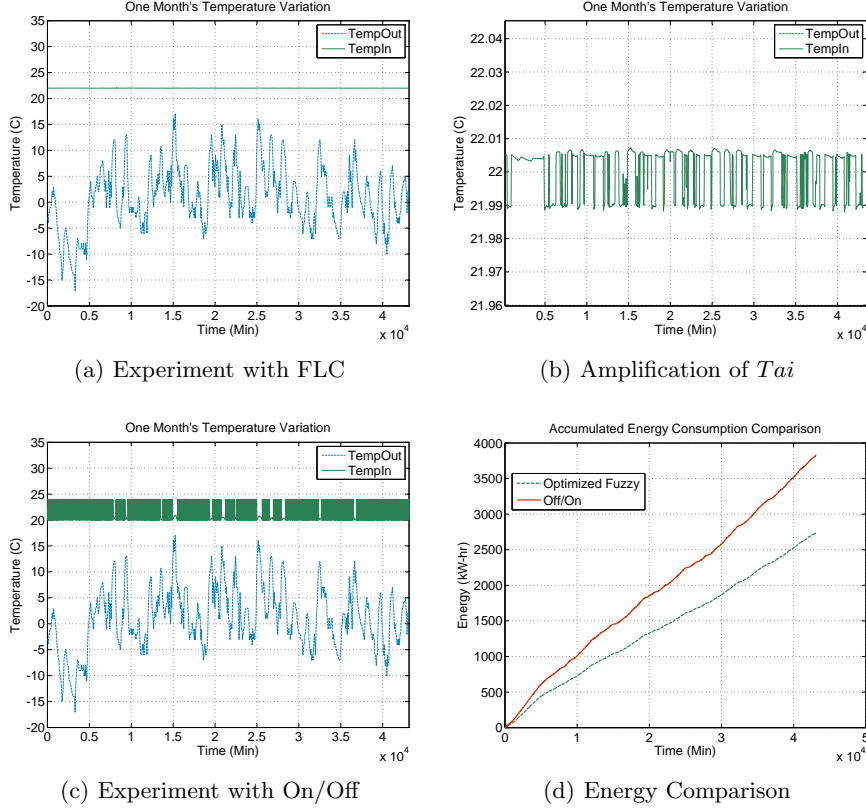 One Month's Temperature Variation
35
30
25
20
15
10
5
0
-5
-10
-15
-20
Temperature (C)
TempOut
TempIn
0 0.5 1 1.5 2 2.5 3 3.5 4
Time (Min)
x 10^4
(a) Experiment with FLC
One Month's Temperature Variation
22.04
22.03
22.02
22.01
22
21.99
21.98
21.97
21.96
Temperature (C)
TempOut
TempIn
0.5 1 1.5 2 2.5 3 3.5 4
Time (Min)
x 10^4
(b) Amplification of Tai
One Month's Temperature Variation
35
30
25
20
15
10
5
0
-5
-10
-15
-20
Temperature (C)
TempOut
TempIn
0 0.5 1 1.5 2 2.5 3 3.5 4
Time (Min)
x 10^4
(c) Experiment with On/Off
Accumulated Energy Consumption Comparison
4000
3500
3000
2500
2000
1500
1000
500
0
Energy (kW-hr)
Optimized Fuzzy
Off/On
0 10 20 30 40 50
Time (Min)
x 10^4
(d) Energy Comparison